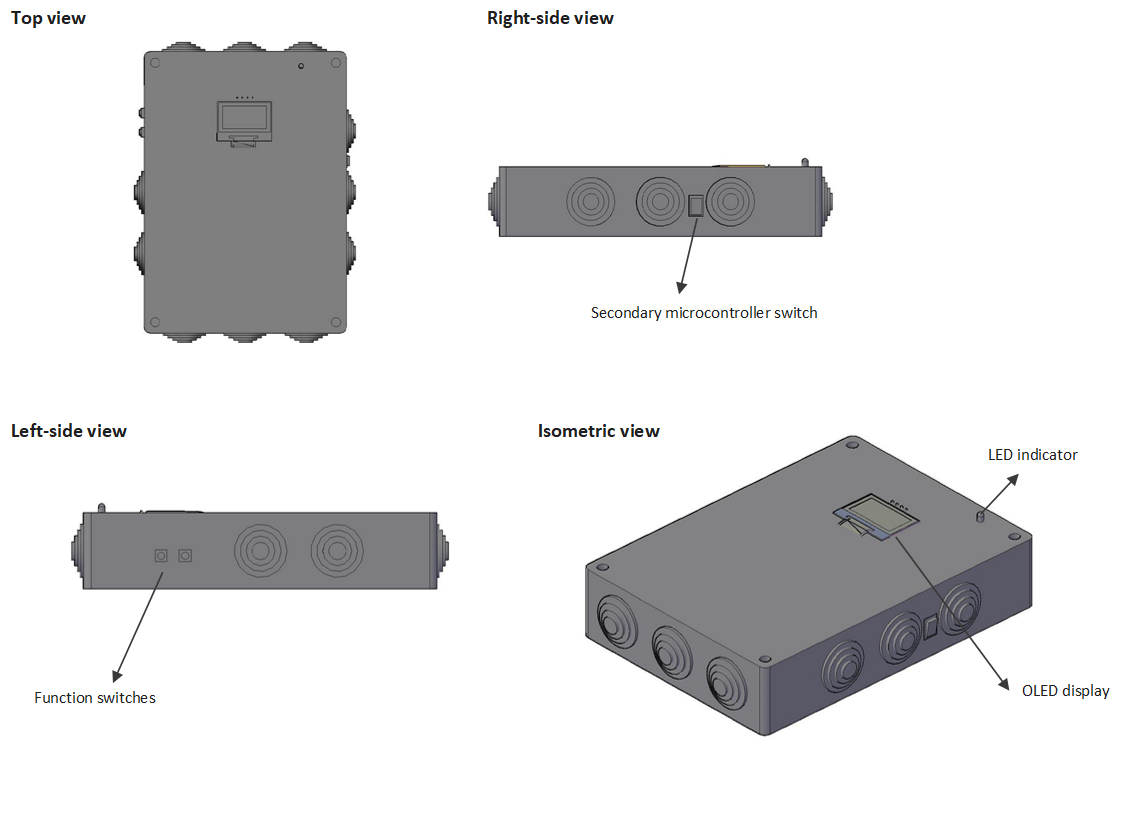 Top view
Right-side view
Secondary microcontroller switch
Left-side view
Isometric view
LED indicator
Function switches
OLED display